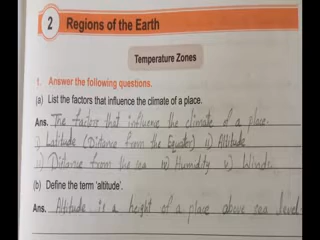 2 Regions of the Earth
Temperature Zones
1. Answer the following questions.
(a) List the factors that influence the climate of a place.
Ans. The factors that influence the climate of a place.
i) Latitude (Distance from the Equator) ii) Altitude
iii) Distance from the sea iv) Humidity v) Winds.
(b) Define the term 'altitude'.
Ans. Altitude is a height of a place above sea level